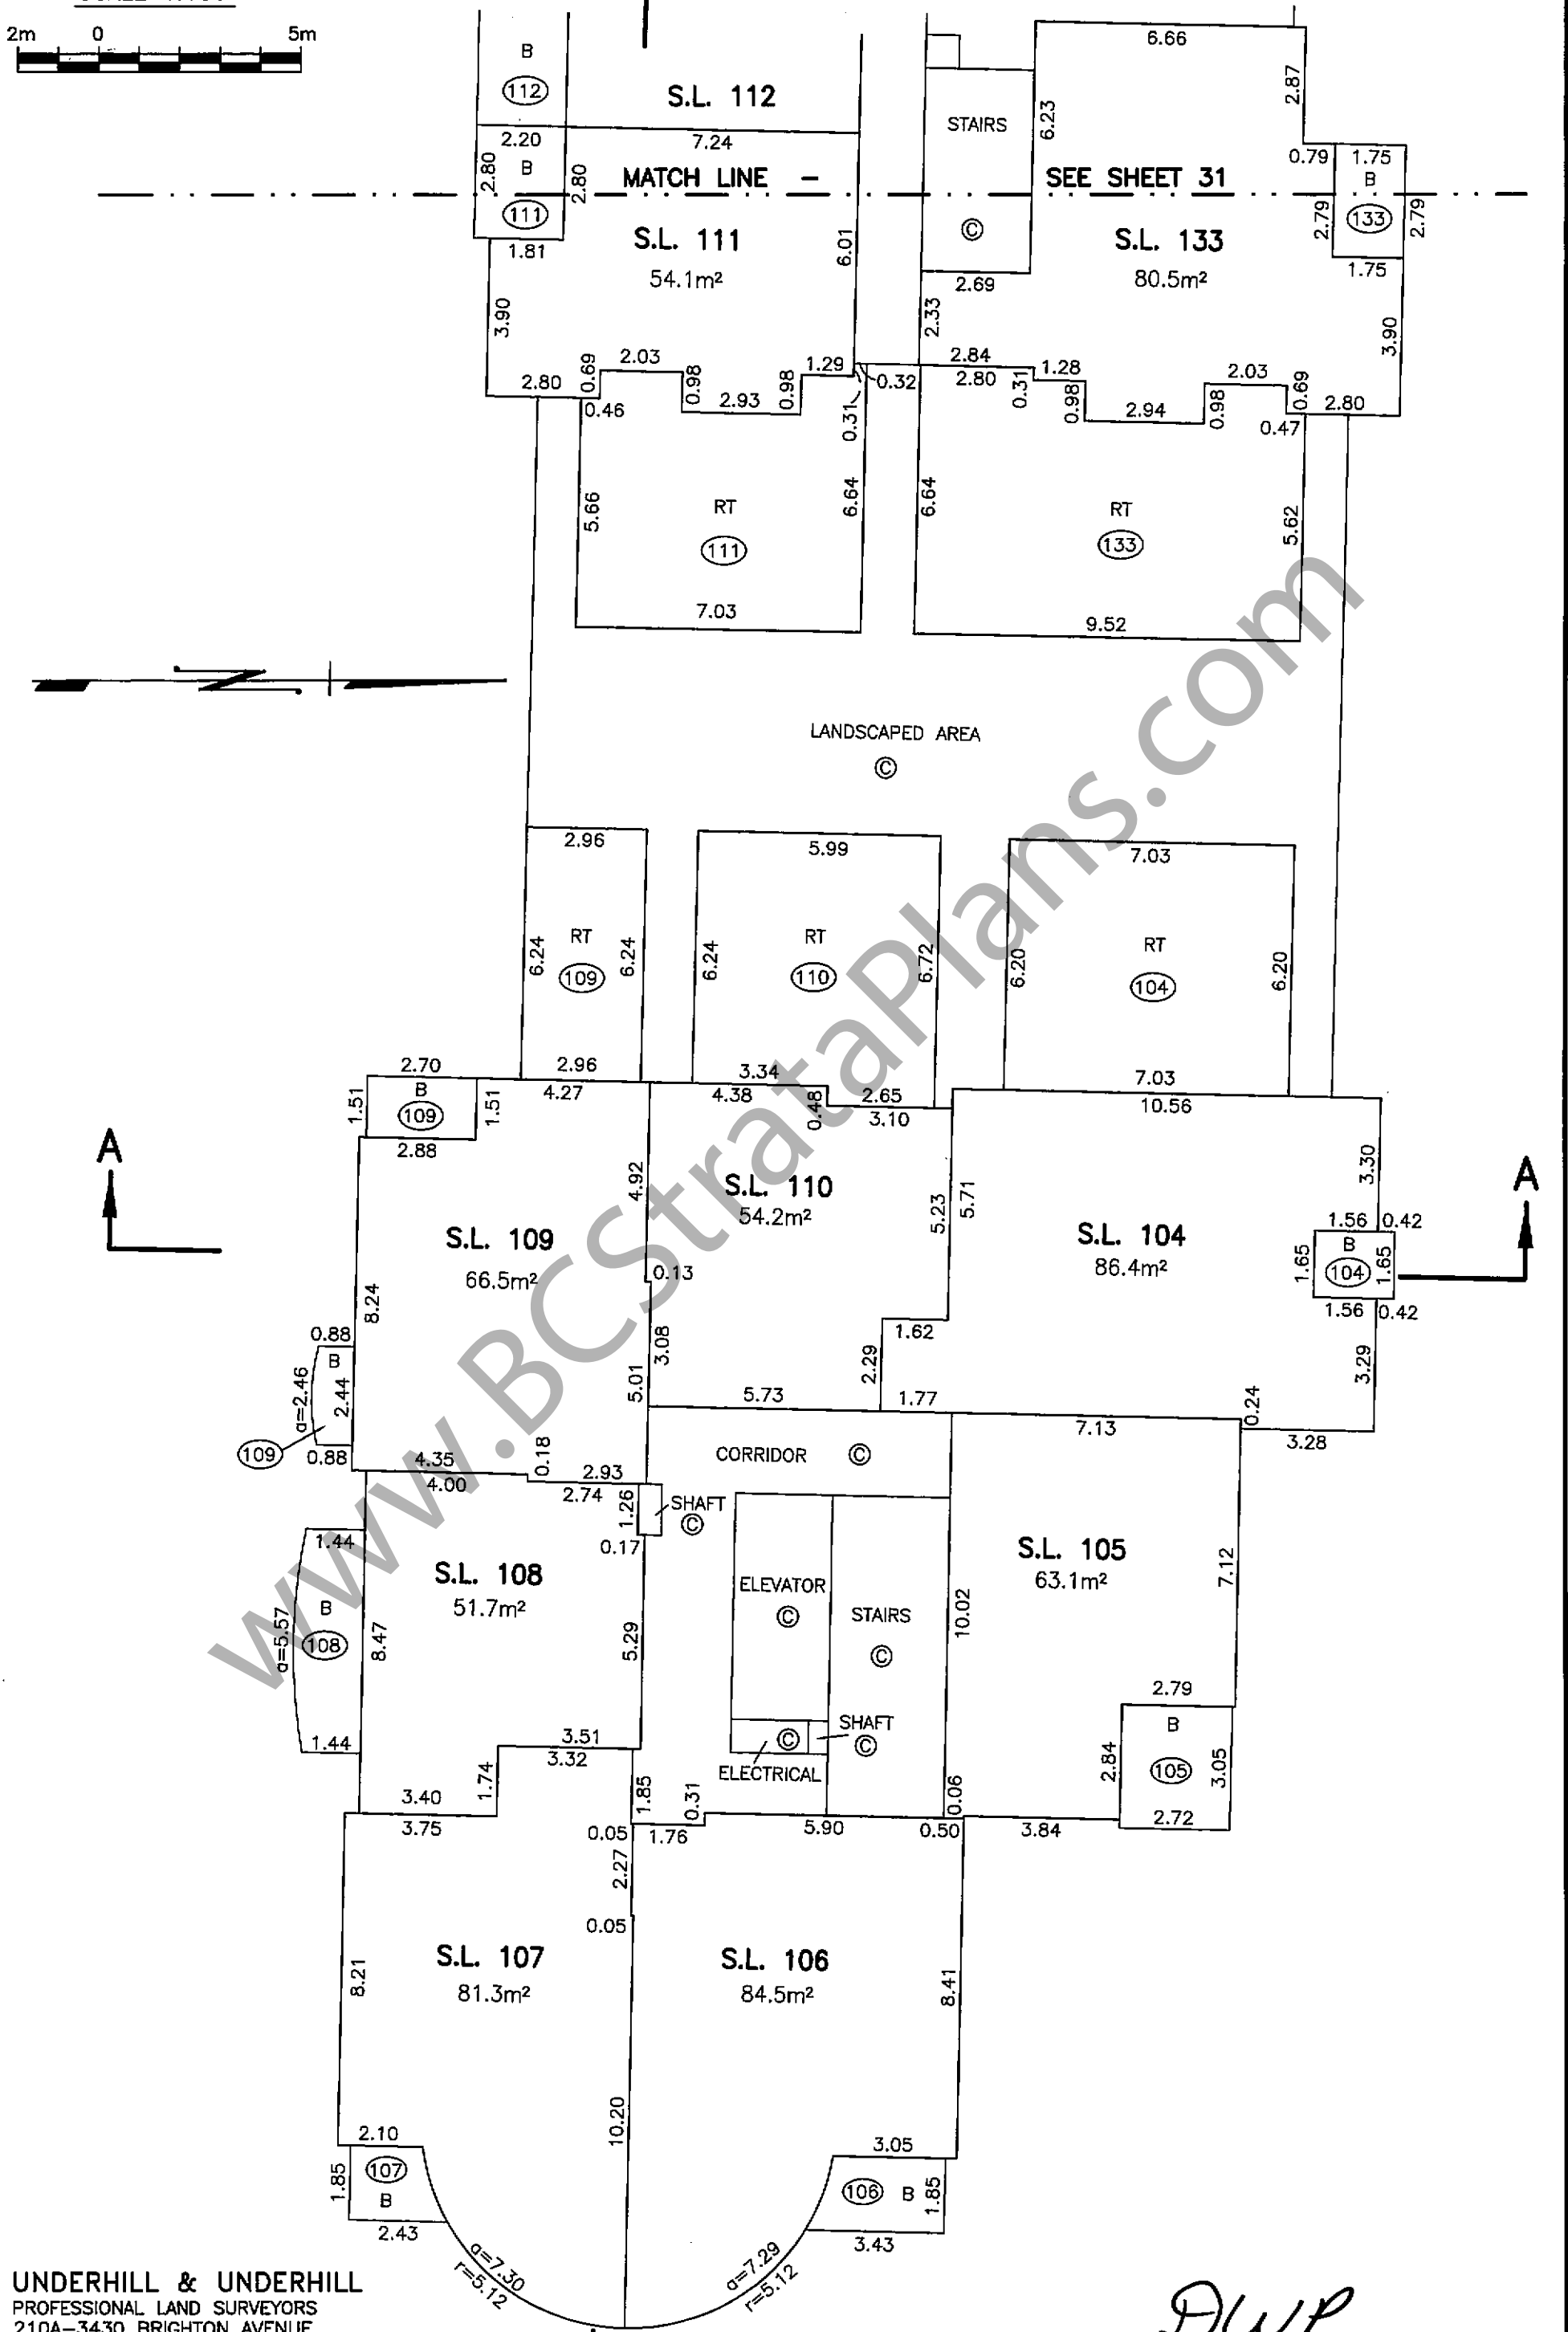 2m 0 5m
B
112
S.L. 112
2.20
7.24
2.80
B
2.80
111
MATCH LINE -
SEE SHEET 31
1.81
S.L. 111
54.1m²
6.01
3.90
2.80
0.69
2.03
0.98
2.93
0.98
1.29
0.32
0.31
0.46
6.66
2.87
STAIRS
6.23
0.79
1.75
B
133
2.79
2.79
1.75
©
S.L. 133
80.5m²
2.69
2.33
3.90
2.84
2.80
0.31
1.28
0.98
2.94
0.98
2.03
0.69
2.80
0.47
5.66
RT
111
6.64
7.03
6.64
RT
133
5.62
9.52
LANDSCAPED AREA
©
2.96
6.24
RT
109
6.24
2.96
5.99
6.24
RT
110
6.72
3.34
7.03
6.20
RT
104
6.20
7.03
2.70
1.51
B
109
1.51
2.88
4.27
4.38
0.48
2.65
3.10
10.56
A
A
4.92
S.L. 109
66.5m²
8.24
0.13
3.08
5.01
S.L. 110
54.2m²
5.23
5.71
S.L. 104
86.4m²
3.30
1.56
0.42
1.65
B
104
1.65
1.56
0.42
3.29
1.62
2.29
5.73
1.77
7.13
0.24
3.28
0.88
B
a=2.46
2.44
109
0.88
4.35
4.00
0.18
2.93
2.74
CORRIDOR ©
1.26
SHAFT
©
0.17
1.44
S.L. 108
51.7m²
B
108
a=5.57
8.47
5.29
1.44
ELEVATOR
©
STAIRS
©
10.02
S.L. 105
63.1m²
7.12
2.79
B
105
2.84
3.05
2.72
©
SHAFT
©
ELECTRICAL
3.51
3.32
1.74
3.40
3.75
1.85
0.31
0.05
1.76
5.90
0.06
0.50
3.84
2.27
0.05
S.L. 107
81.3m²
8.21
S.L. 106
84.5m²
8.41
10.20
2.10
107
B
1.85
2.43
3.05
106 B
1.85
3.43
a=7.30
r=5.12
a=7.29
r=5.12
www.BCStrataPlans.com
UNDERHILL & UNDERHILL
PROFESSIONAL LAND SURVEYORS
210A-3430 BRIGHTON AVENUE